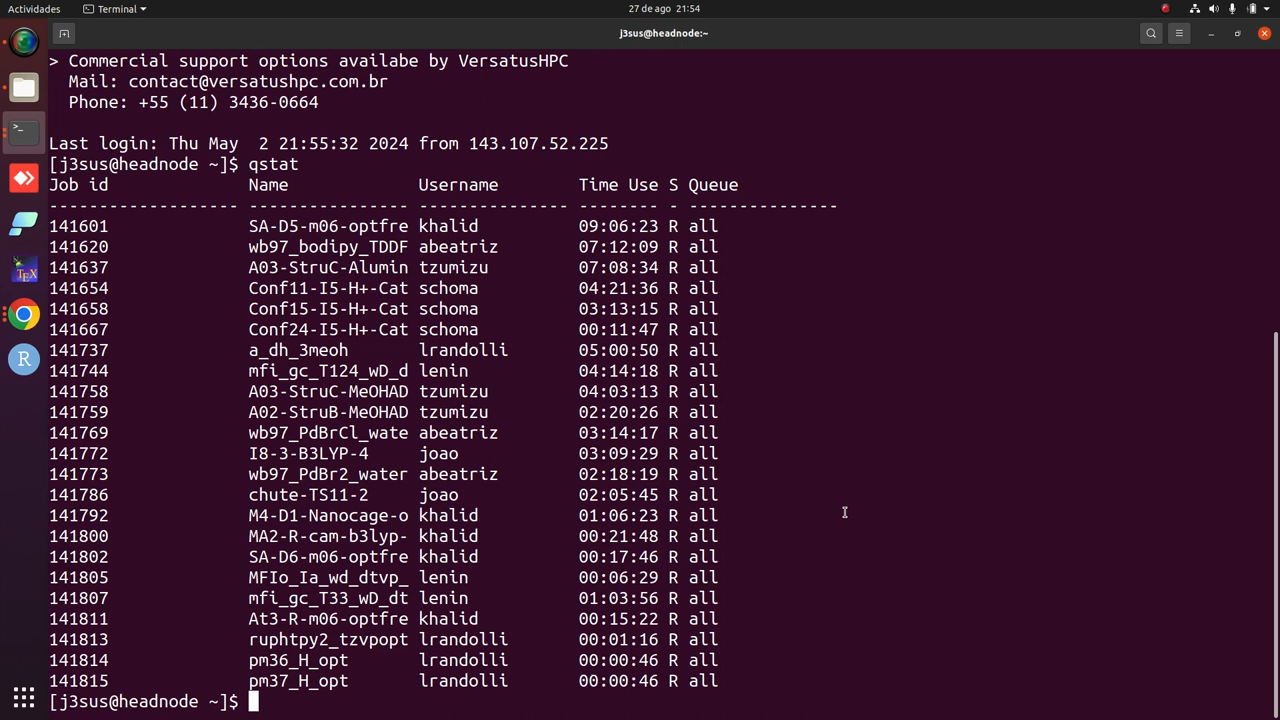 Actividades
Terminal
27 de ago 21:54
j3sus@headnode:~
> Commercial support options availabe by VersatusHPC
Mail: contact@versatushpc.com.br
Phone: +55 (11) 3436-0664
Last login: Thu May 2 21:55:32 2024 from 143.107.52.225
[j3sus@headnode ~]$ qstat
Job id Name Username Time Use S Queue
------------------- ---------------- --------------- -------- - ---------------
141601 SA-D5-m06-optfre khalid 09:06:23 R all
141620 wb97_bodipy_TDDF abeatriz 07:12:09 R all
141637 A03-StruC-Alumin tzumizu 07:08:34 R all
141654 Conf11-I5-H+-Cat schoma 04:21:36 R all
141658 Conf15-I5-H+-Cat schoma 03:13:15 R all
141667 Conf24-I5-H+-Cat schoma 00:11:47 R all
141737 a_dh_3meoh lrandolli 05:00:50 R all
141744 mfi_gc_T124_wD_d lenin 04:14:18 R all
141758 A03-StruC-MeOHAD tzumizu 04:03:13 R all
141759 A02-StruB-MeOHAD tzumizu 02:20:26 R all
141769 wb97_PdBrCl_wate abeatriz 03:14:17 R all
141772 I8-3-B3LYP-4 joao 03:09:29 R all
141773 wb97_PdBr2_water abeatriz 02:18:19 R all
141786 chute-TS11-2 joao 02:05:45 R all
141792 M4-D1-Nanocage-o khalid 01:06:23 R all
141800 MA2-R-cam-b3lyp- khalid 00:21:48 R all
141802 SA-D6-m06-optfre khalid 00:17:46 R all
141805 MFIo_Ia_wd_dtvp_ lenin 00:06:29 R all
141807 mfi_gc_T33_wD_dt lenin 01:03:56 R all
141811 At3-R-m06-optfre khalid 00:15:22 R all
141813 ruphtpy2_tzvpopt lrandolli 00:01:16 R all
141814 pm36_H_opt lrandolli 00:00:46 R all
141815 pm37_H_opt lrandolli 00:00:46 R all
[j3sus@headnode ~]$
TEX
R